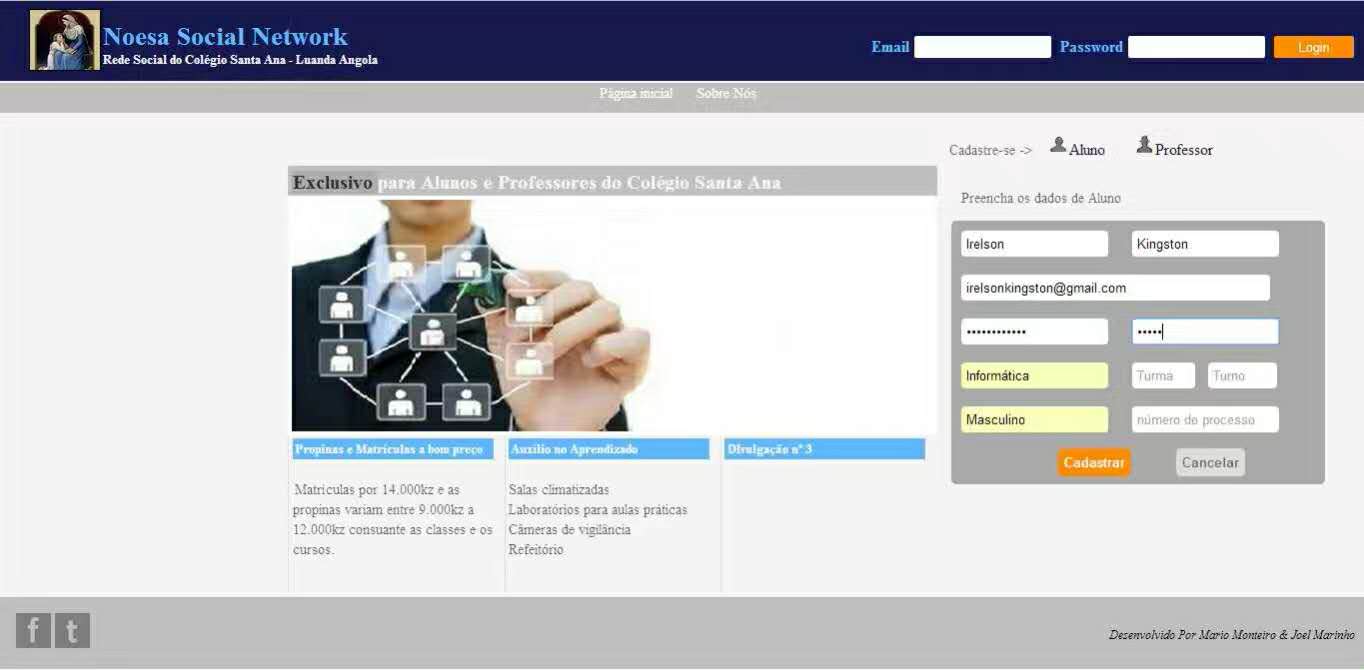 Noesa Social Network
Rede Social do Colégio Santa Ana - Luanda Angola
Email
Password
Login
Página inicial Sobre Nós
Cadastre-se -> Aluno Professor
Exclusivo para Alunos e Professores do Colégio Santa Ana
Preencha os dados de Aluno
Irelson Kingston
irelsonkingston@gmail.com
•••••••••••• •••••
Informática Turma Turno
Masculino número do processo
Cadastrar Cancelar
Propinas e Matrículas a bom preço
Matriculas por 14.000kz e as
propinas variam entre 9.000kz a
12.000kz consuante as classes e os
cursos.
Auxílio no Aprendizado
Salas climatizadas
Laboratórios para aulas práticas
Câmeras de vigilância
Refeitório
Divulgação nº 3
f t
Desenvolvido Por Mario Monteiro & Joel Marinho